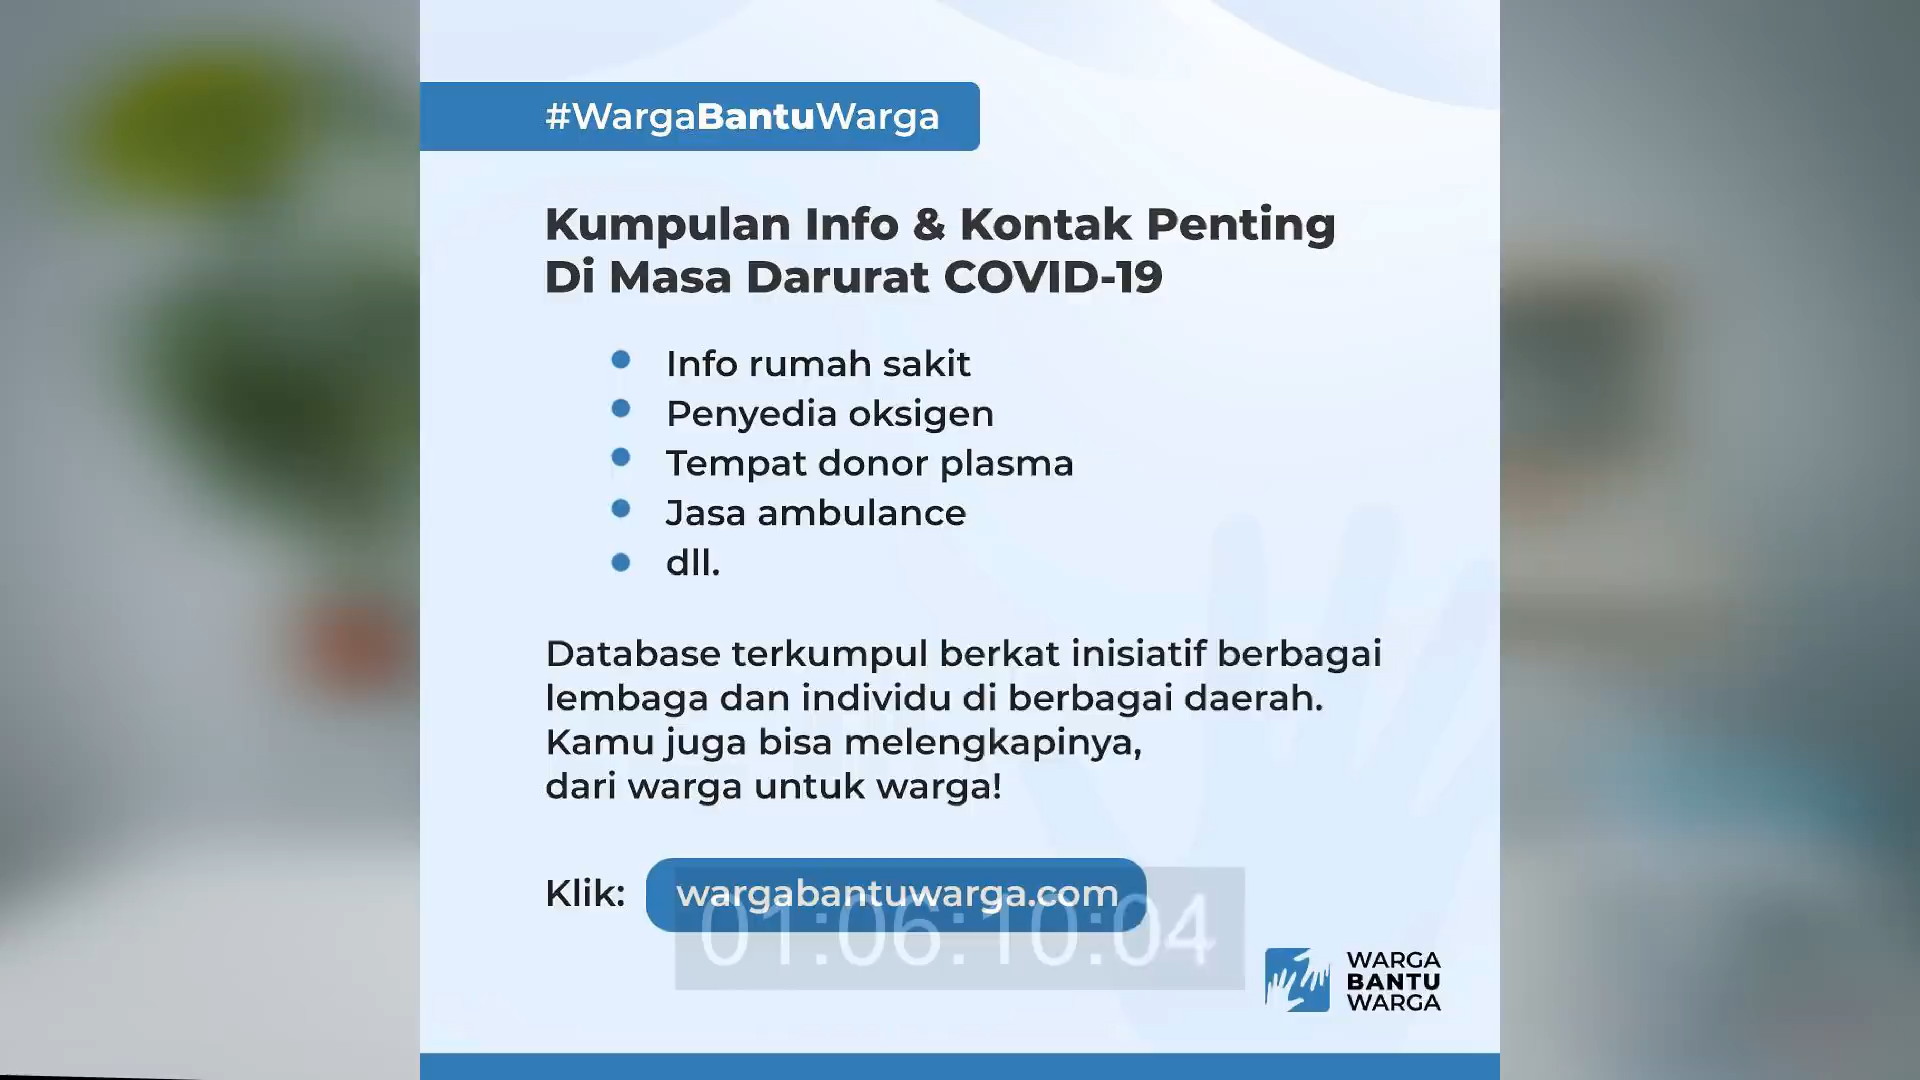 #WargaBantuWarga
Kumpulan Info & Kontak Penting
Di Masa Darurat COVID-19
Info rumah sakit
Penyedia oksigen
Tempat donor plasma
Jasa ambulance
dll.
Database terkumpul berkat inisiatif berbagai
lembaga dan individu di berbagai daerah.
Kamu juga bisa melengkapinya,
dari warga untuk warga!
Klik: wargabantuwarga.com
01:06:10:04
WARGA
BANTU
WARGA